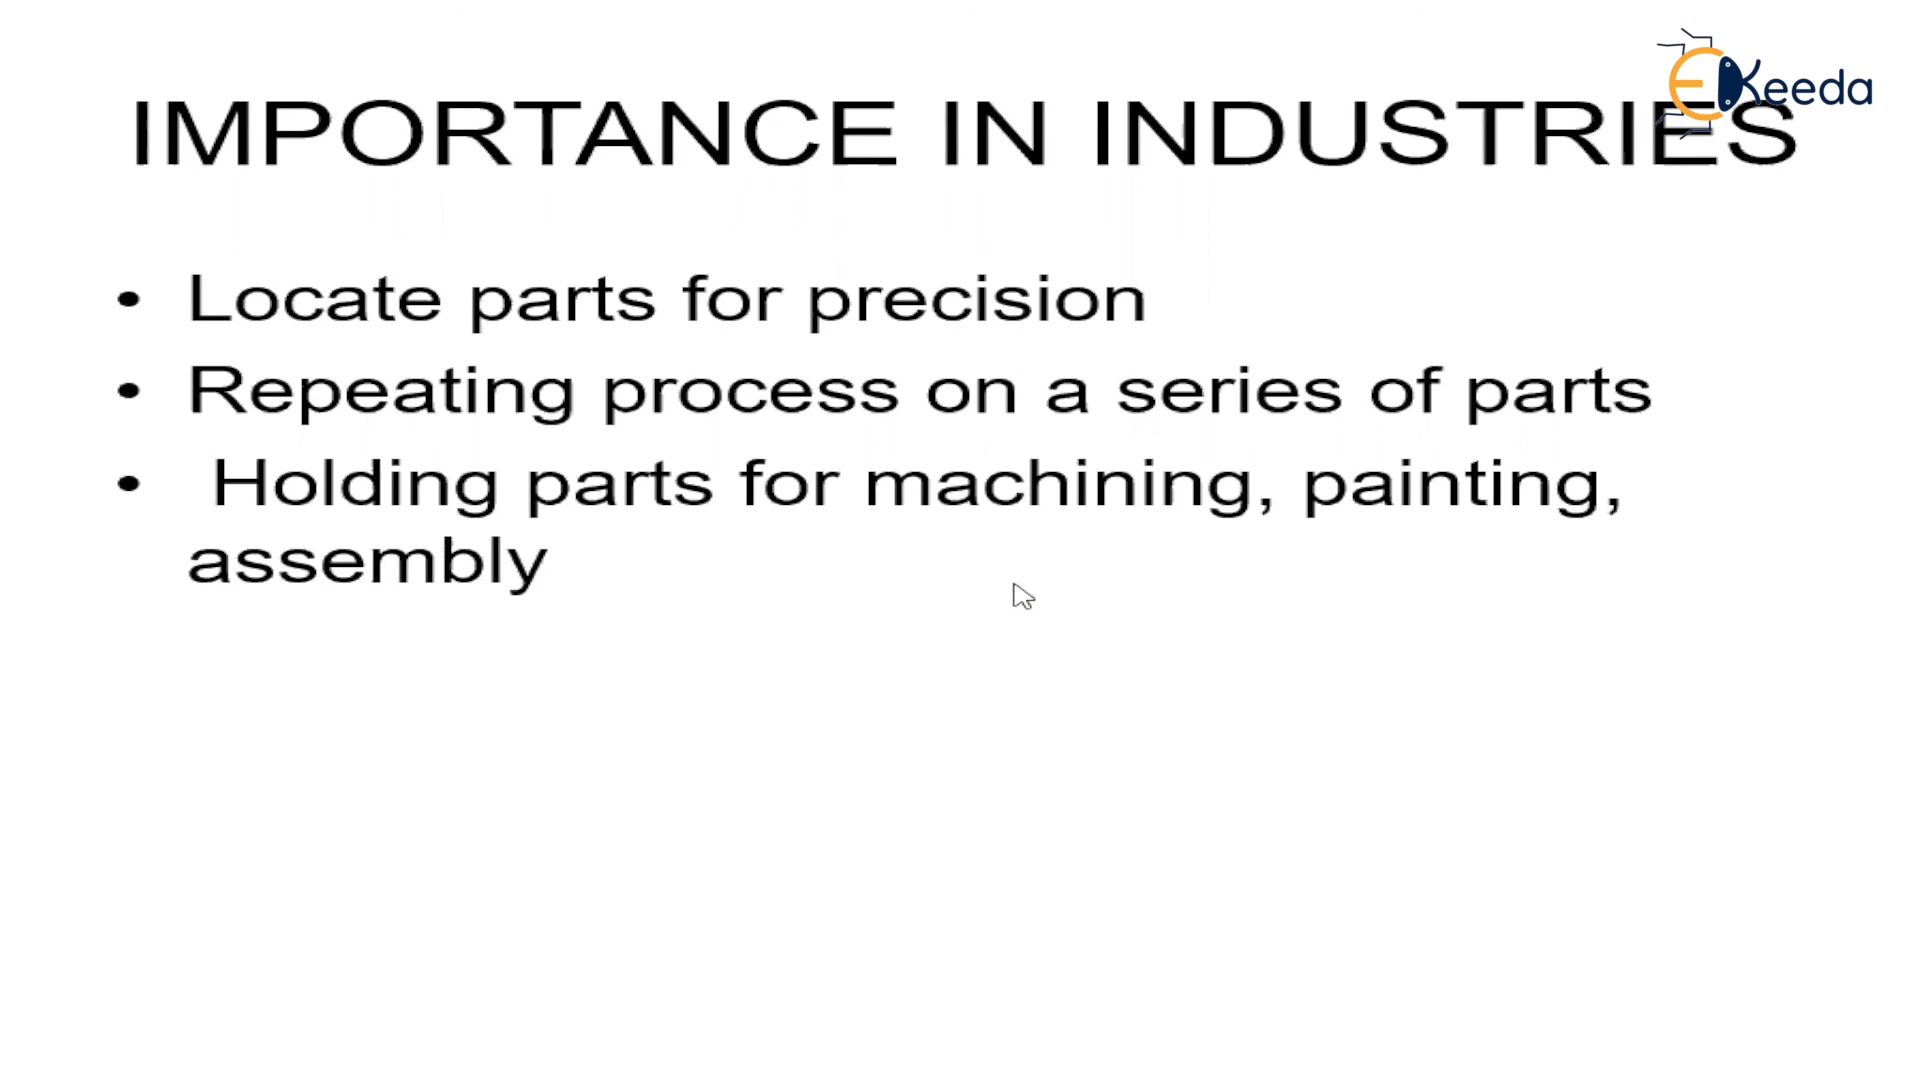 EKeeda
IMPORTANCE IN INDUSTRIES
• Locate parts for precision
• Repeating process on a series of parts
• Holding parts for machining, painting,
assembly